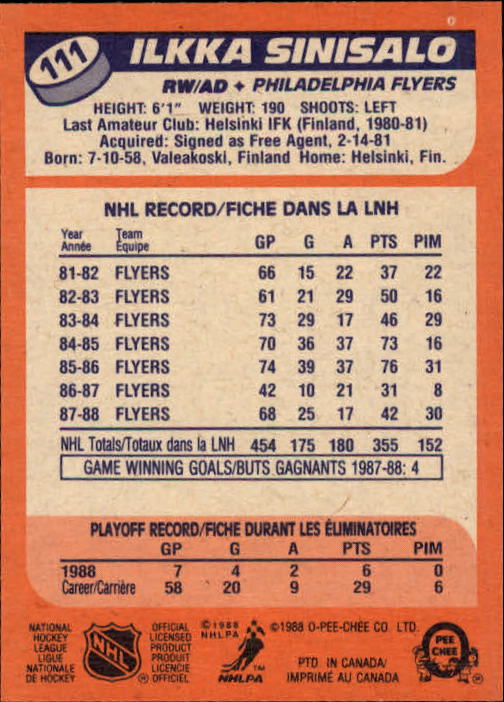 111 ILKKA SINISALO
RW/AD + PHILADELPHIA FLYERS
HEIGHT: 6'1" WEIGHT: 190 SHOOTS: LEFT
Last Amateur Club: Helsinki IFK (Finland, 1980-81)
Acquired: Signed as Free Agent, 2-14-81
Born: 7-10-58, Valeakoski, Finland Home: Helsinki, Fin.
NHL RECORD/FICHE DANS LA LNH
Year Team
Année Équipe GP G A PTS PIM
81-82 FLYERS 66 15 22 37 22
82-83 FLYERS 61 21 29 50 16
83-84 FLYERS 73 29 17 46 29
84-85 FLYERS 70 36 37 73 16
85-86 FLYERS 74 39 37 76 31
86-87 FLYERS 42 10 21 31 8
87-88 FLYERS 68 25 17 42 30
NHL Totals/Totaux dans la LNH 454 175 180 355 152
GAME WINNING GOALS/BUTS GAGNANTS 1987-88: 4
PLAYOFF RECORD/FICHE DURANT LES ÉLIMINATOIRES
GP G A PTS PIM
1988 7 4 2 6 0
Career/Carrière 58 20 9 29 6
NATIONAL
HOCKEY
LEAGUE
LIGUE
NATIONALE
DE HOCKEY
NHL
®
OFFICIAL
LICENSED
PRODUCT
PRODUIT
LICENCIE
OFFICIEL
©1988
NHLPA
TM
NHLPA
©1988 O-PEE-CHEE CO. LTD.
PTD. IN CANADA/
IMPRIMÉ AU CANADA
O
PEE
CHEE
®